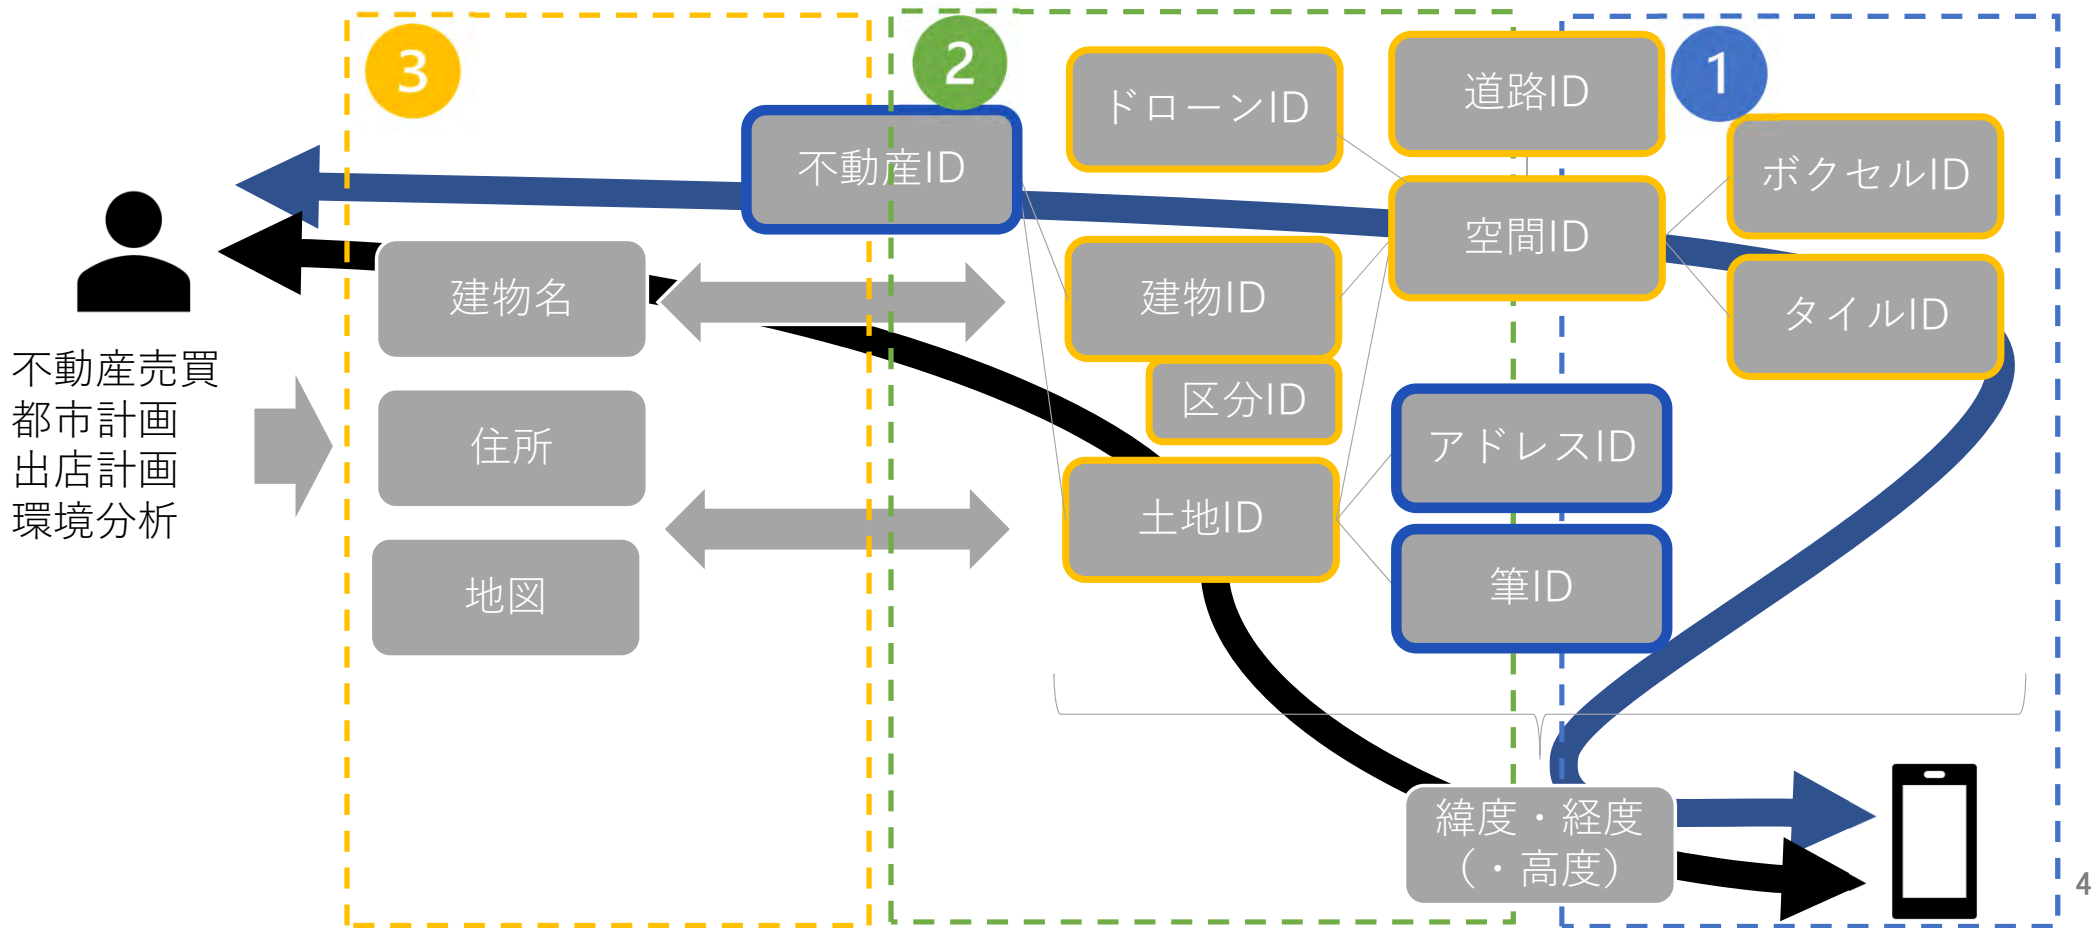 3
2
1
ドローンID
道路ID
不動産ID
ボクセルID
空間ID
建物名
建物ID
タイルID
不動産売買
都市計画
出店計画
環境分析
区分ID
住所
アドレスID
土地ID
地図
筆ID
緯度・経度
(・高度)
4